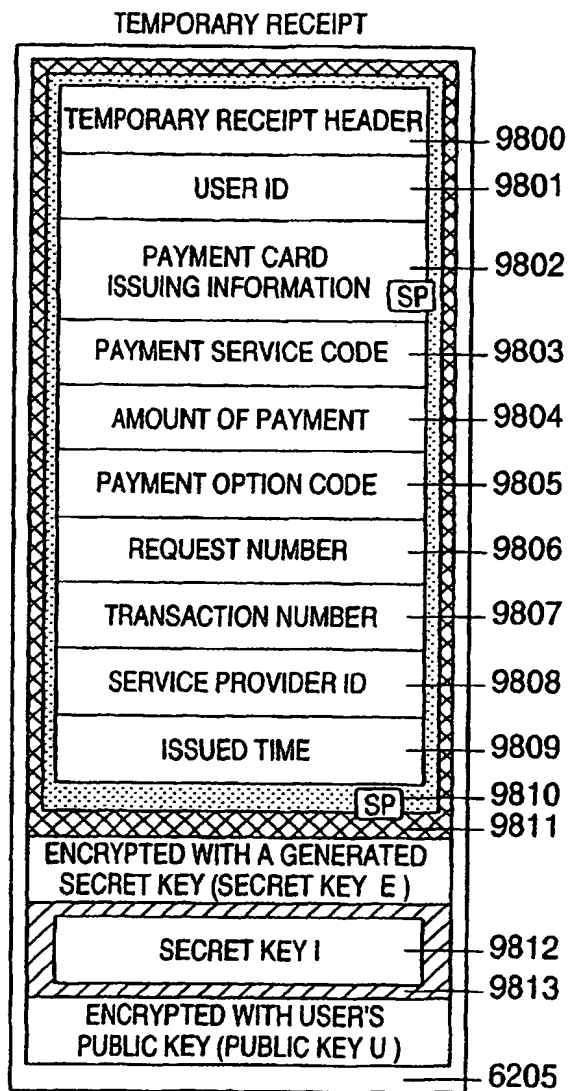 TEMPORARY RECEIPT
TEMPORARY RECEIPT HEADER
9800
USER ID
9801
PAYMENT CARD
ISSUING INFORMATION
SP
9802
PAYMENT SERVICE CODE
9803
AMOUNT OF PAYMENT
9804
PAYMENT OPTION CODE
9805
REQUEST NUMBER
9806
TRANSACTION NUMBER
9807
SERVICE PROVIDER ID
9808
ISSUED TIME
9809
SP
9810
9811
ENCRYPTED WITH A GENERATED
SECRET KEY (SECRET KEY E )
SECRET KEY I
9812
9813
ENCRYPTED WITH USER'S
PUBLIC KEY (PUBLIC KEY U )
6205